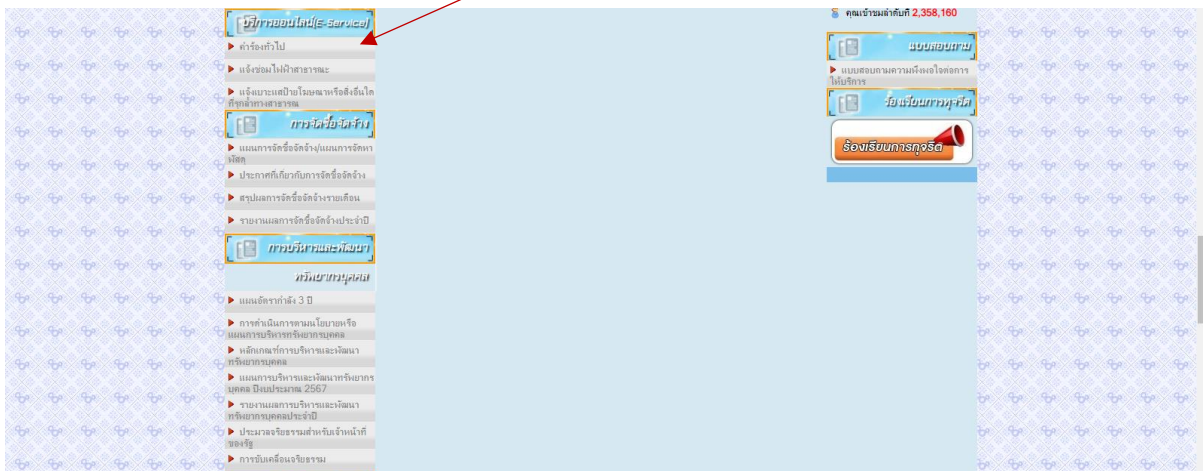 บริการออนไลน์(E-Service)
คำร้องทั่วไป
แจ้งซ่อมไฟฟ้าสาธารณะ
แจ้งเบาะแสป้ายโฆษณาหรือสิ่งอื่นใด
ที่รุกล้ำทางสาธารณ
การจัดซื้อจัดจ้าง
แผนการจัดซื้อจัดจ้าง/แผนการจัดหา
พัสดุ
ประกาศที่เกี่ยวกับการจัดซื้อจัดจ้าง
สรุปผลการจัดซื้อจัดจ้างรายเดือน
รายงานผลการจัดซื้อจัดจ้างประจำปี
การบริหารและพัฒนา
ทรัพยากรบุคคล
แผนอัตรากำลัง 3 ปี
การดำเนินการตามนโยบายหรือ
แผนการบริหารทรัพยากรบุคคล
หลักเกณฑ์การบริหารและพัฒนา
ทรัพยากรบุคคล
แผนการบริหารและพัฒนาทรัพยากร
บุคคล ปีงบประมาณ 2567
รายงานผลการบริหารและพัฒนา
ทรัพยากรบุคคลประจำปี
ประมวลจริยธรรมสำหรับเจ้าหน้าที่
ของรัฐ
การขับเคลื่อนจริยธรรม
คุณเข้าชมลำดับที่ 2,358,160
แบบสอบถาม
แบบสอบถามความพึงพอใจต่อการ
ให้บริการ
ร้องเรียนการทุจริต
ร้องเรียนการทุจริต